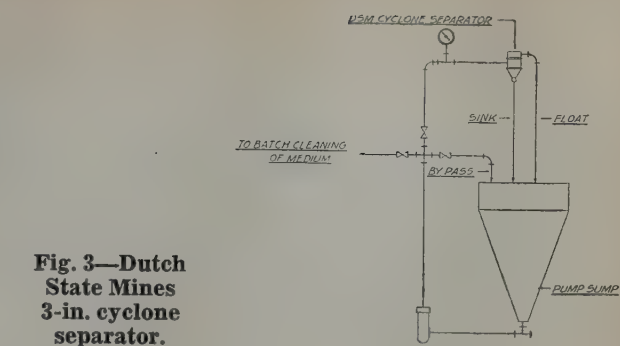 DSM CYCLONE SEPARATOR
SINK
FLOAT
TO BATCH CLEANING
OF MEDIUM
BY PASS
PUMP SUMP
Fig. 3—Dutch
State Mines
3-in. cyclone
separator.